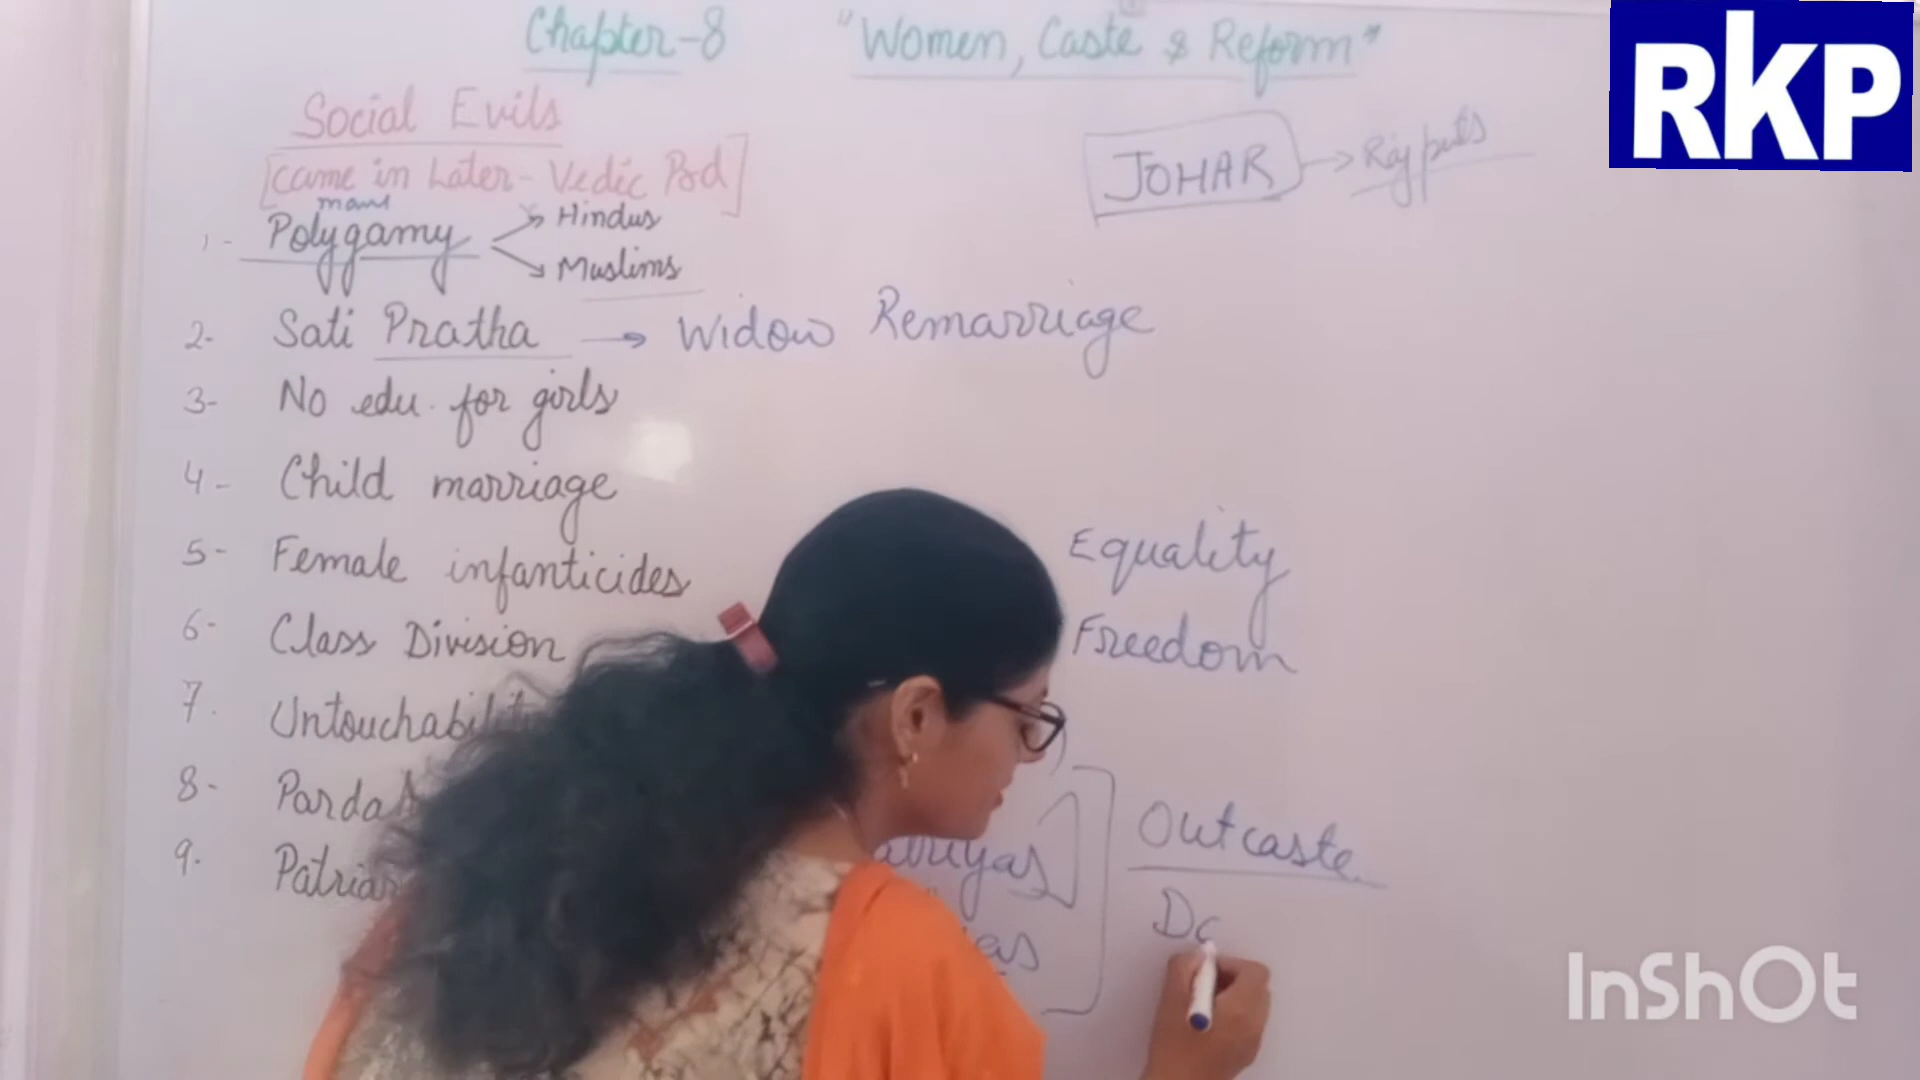 Chapter-8 "Women, Caste & Reform"
RKP
Social Evils
[came in Later-Vedic Pod]
JOHAR → Rajputs
many
1- Polygamy → Hindus
→ Muslims
2- Sati Pratha → Widow Remarriage
3- No edu. for girls
4- Child marriage
5- Female infanticides
Equality
6- Class Division
Freedom
7. Untouchability
8- Parda
Outcaste
9. Patriar
InShOt